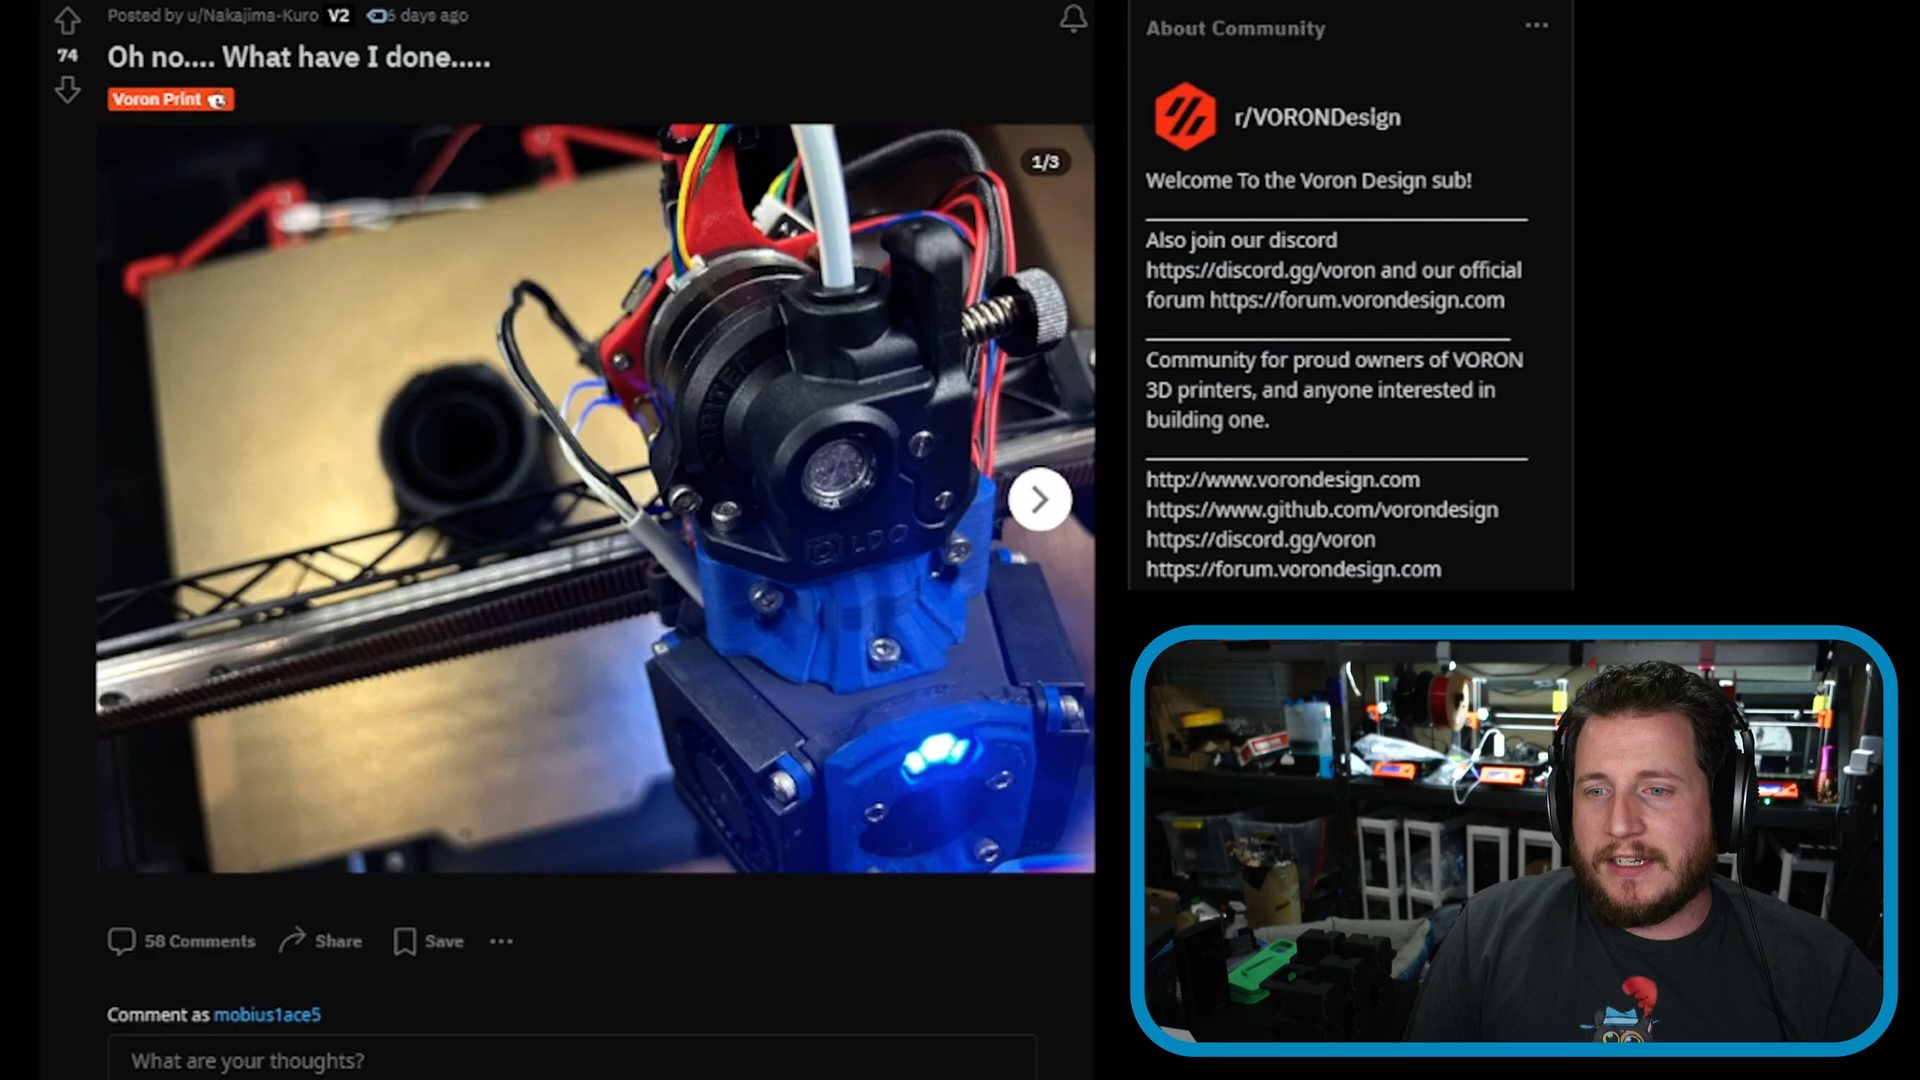 Posted by u/Nakajima-Kuro V2 6 days ago
74
Oh no.... What have I done.....
Voron Print
1/3
LDO
58 Comments
Share
Save
Comment as mobius1ace5
What are your thoughts?
About Community
r/VORONDesign
Welcome To the Voron Design sub!
Also join our discord
https://discord.gg/voron and our official
forum https://forum.vorondesign.com
Community for proud owners of VORON
3D printers, and anyone interested in
building one.
http://www.vorondesign.com
https://www.github.com/vorondesign
https://discord.gg/voron
https://forum.vorondesign.com